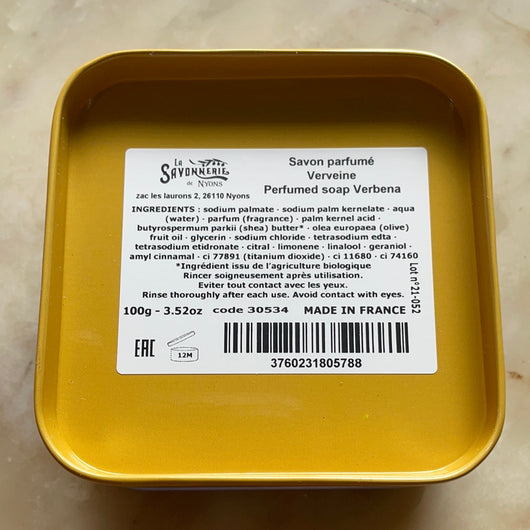 LA
SAVONNERIE
de NYONS
zac les laurons 2, 26110 Nyons
Savon parfumé
Verveine
Perfumed soap Verbena
INGREDIENTS : sodium palmate · sodium palm kernelate · aqua
(water) · parfum (fragrance) · palm kernel acid ·
butyrospermum parkii (shea) butter* · olea europaea (olive)
fruit oil · glycerin · sodium chloride · tetrasodium edta ·
tetrasodium etidronate · citral · limonene · linalool · geraniol ·
amyl cinnamal · ci 77891 (titanium dioxide) · ci 11680 · ci 74160
*Ingrédient issu de l'agriculture biologique
Rincer soigneusement après utilisation.
Eviter tout contact avec les yeux.
Rinse thoroughly after each use. Avoid contact with eyes.
Lot n°21-052
100g - 3.52oz code 30534 MADE IN FRANCE
EAC
12M
3760231805788